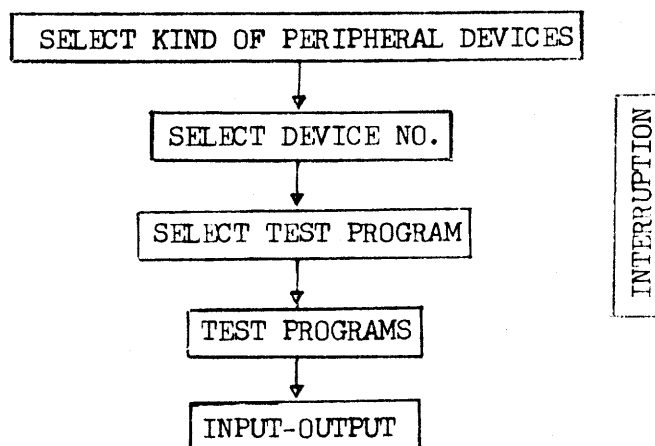 SELECT KIND OF PERIPHERAL DEVICES
SELECT DEVICE NO.
SELECT TEST PROGRAM
TEST PROGRAMS
INPUT-OUTPUT
INTERRUPTION